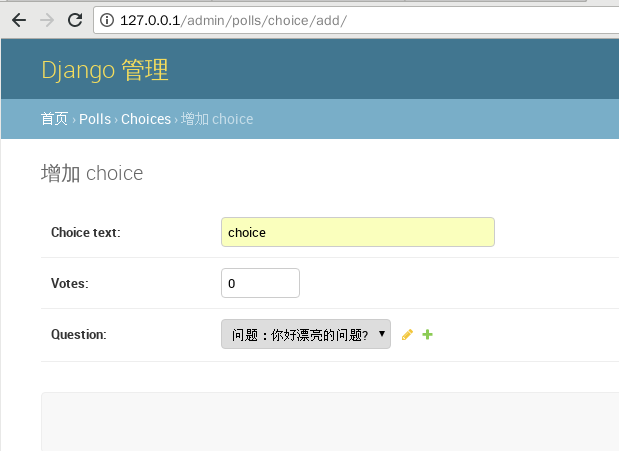 127.0.0.1/admin/polls/choice/add/
Django 管理
首页 › Polls › Choices › 增加 choice
增加 choice
Choice text: choice
Votes: 0
Question: 问题：你好漂亮的问题?